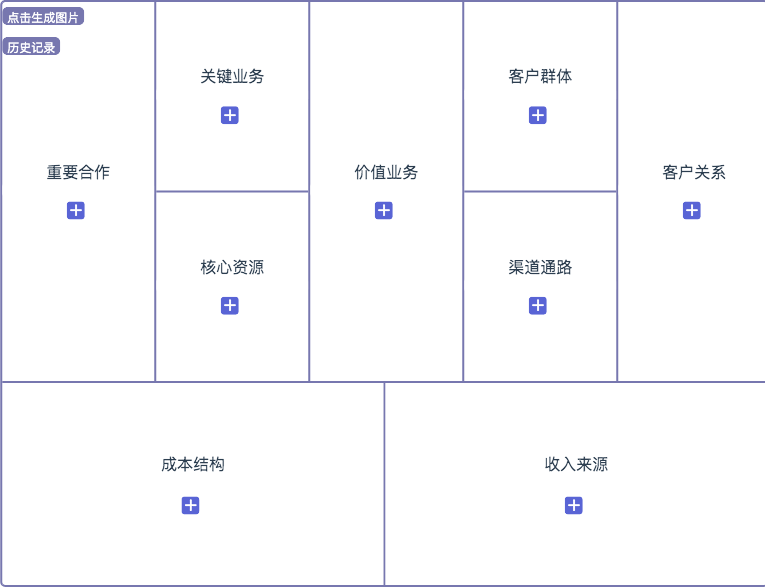 点击生成图片
历史记录
重要合作
关键业务
核心资源
价值业务
客户群体
渠道通路
客户关系
成本结构
收入来源